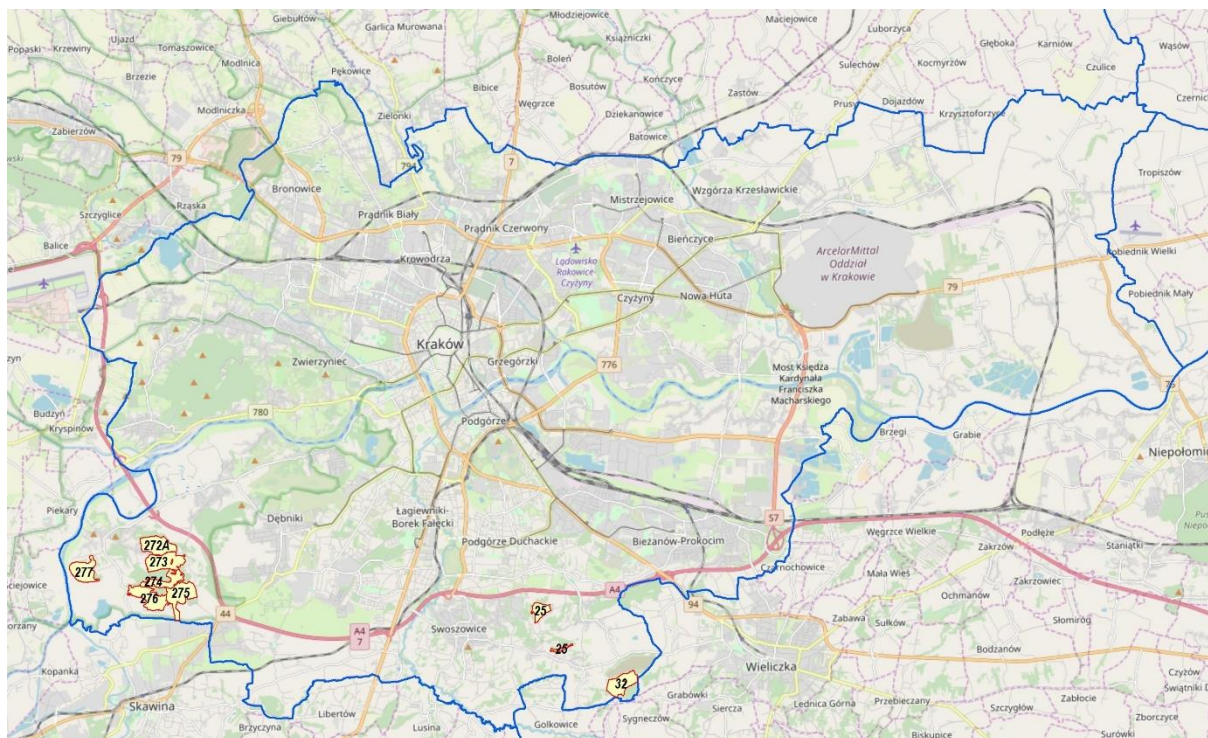 Giebułtów
Garlica Murowana
Młodziejowice
Maciejowice
Luborzyca
Głęboka
Karniów
Wąsów
Popaski
Krzewiny
Ujazd
Tomaszowice
Modlnica
Książniczki
Boleń
Sulechów
Kocmyrzów
Brzezie
Pękowice
Bibice
Bosutów
Kończyce
Zastów
Czulice
Węgrzce
Dziekanowice
Prusy
Dojazdów
Krzysztoforzyce
Modlniczka
Zielonki
Batowice
Zabierzów
79
794
7
Tropiszów
Bronowice
Mistrzejowice
Wzgórza Krzesławickie
Rząska
Szczyglice
Prądnik Biały
Prądnik Czerwony
Bieńczyce
ArcelorMittal
Oddział
w Krakowie
Balice
Krowodrza
Lądowisko
Rakowice-
Czyżyny
Pobiednik Wielki
79
Czyżyny
Nowa Huta
Pobiednik Mały
Kraków
Zwierzyniec
Grzegórzki
776
Most Księdza
Kardynała
Franciszka
Macharskiego
75
Budzyń
Kryspinów
780
Podgórze
Brzegi
Grabie
Niepołomice
Piekary
Dębniki
Łagiewniki-
Borek Fałęcki
Podgórze Duchackie
Bieżanów-Prokocim
S7
Węgrzce Wielkie
Podłęże
Zakrzów
Staniątki
272A
273
277
274
275
276
Czarnochowice
Mała Wieś
Zakrzowiec
Ochmanów
A4
94
44
25
Swoszowice
A4
7
Zabawa
Sułków
Słomiróg
Bodzanów
25
Wieliczka
Kopanka
32
Grabówki
Czyżów
Skawina
Libertów
Lusina
Golkowice
Sygneczów
Siercza
Lednica Górna
Przebieczany
Zabłocie
Szczygłów
Zborczyce
Brzyczyna
Biskupice
Surówki